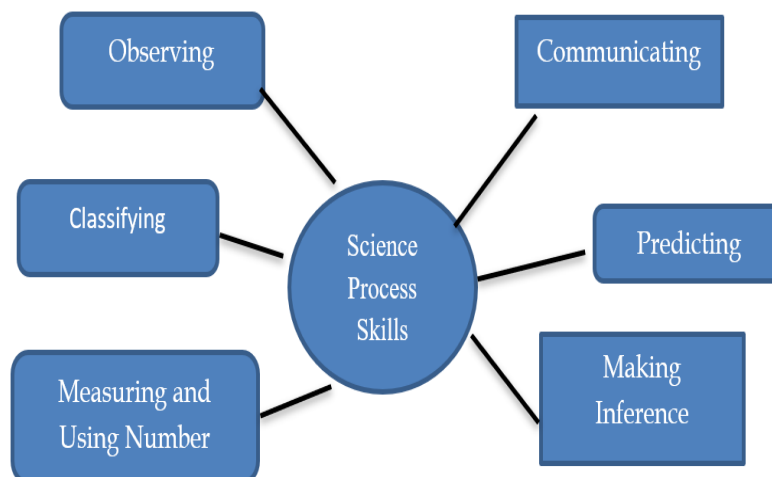 Observing
Communicating
Classifying
Science
Process
Skills
Predicting
Measuring and
Using Number
Making
Inference